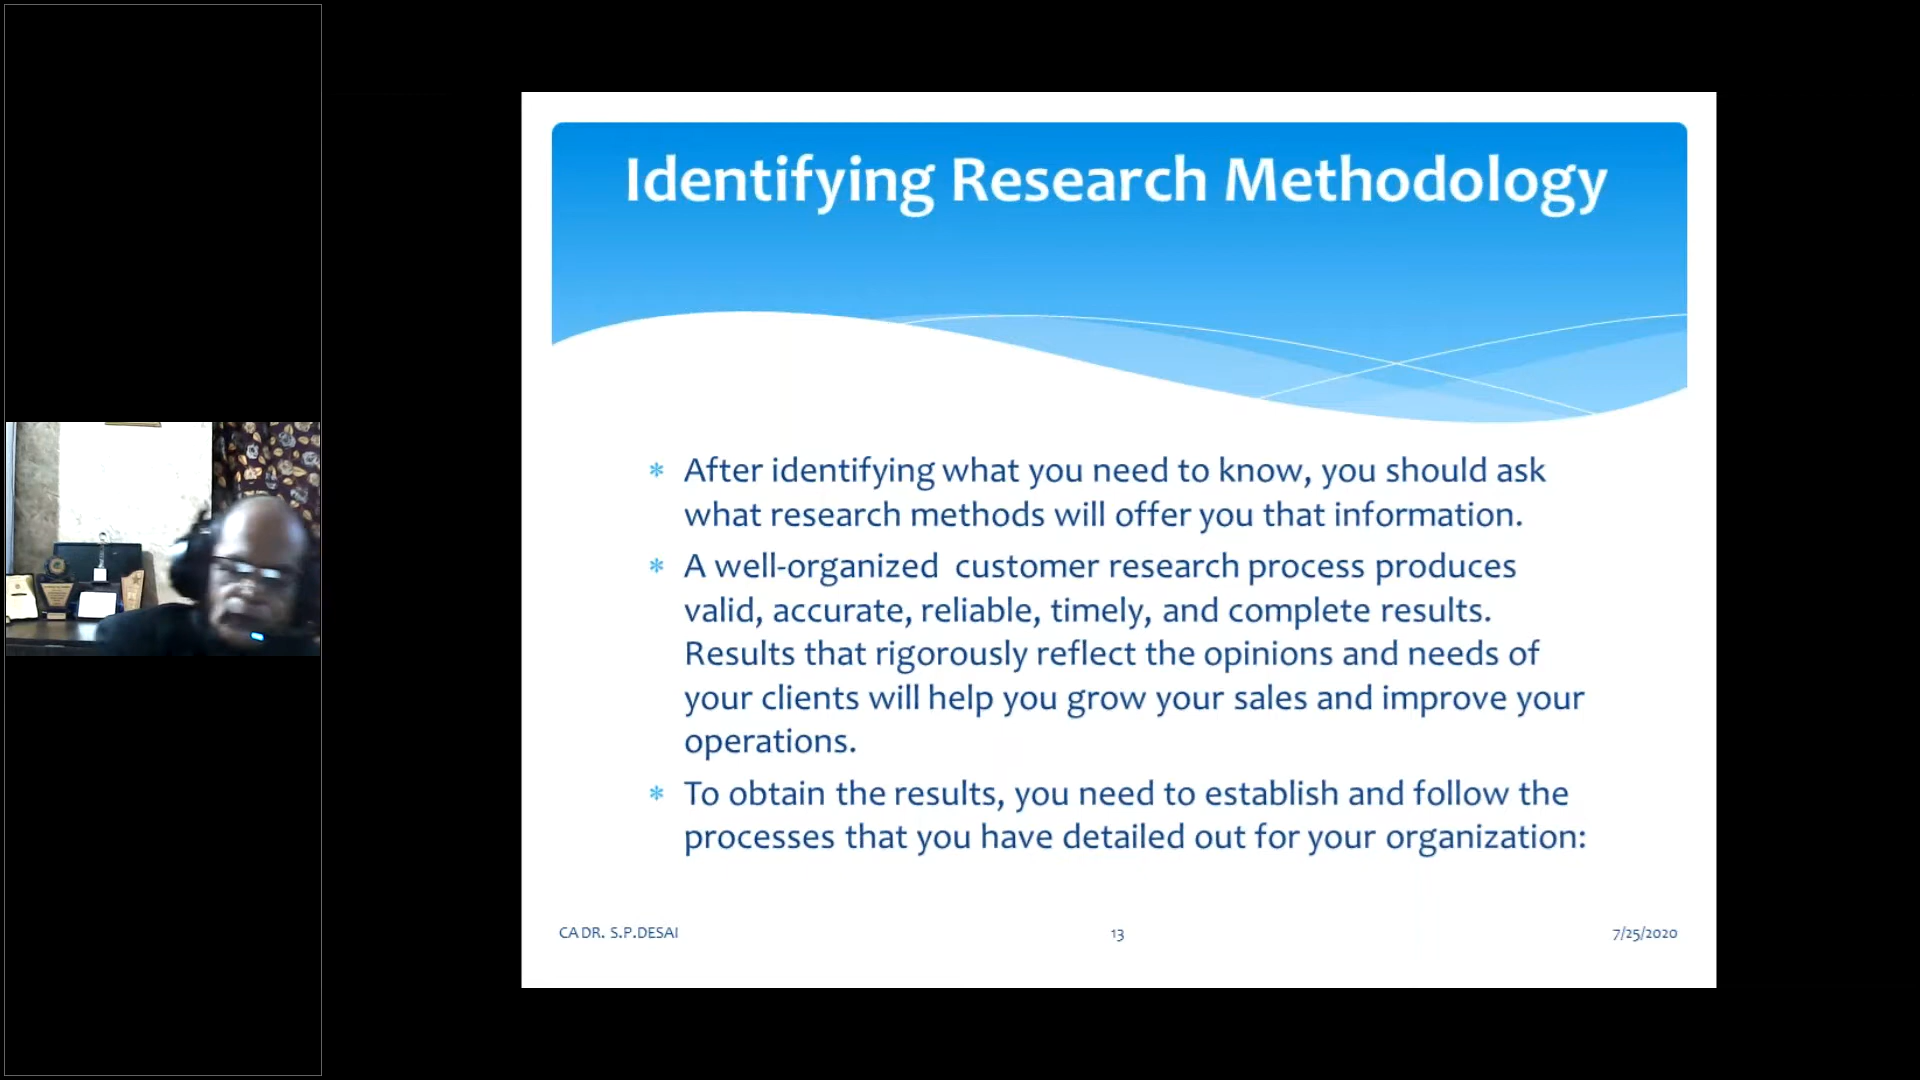 Identifying Research Methodology
* After identifying what you need to know, you should ask
what research methods will offer you that information.
* A well-organized customer research process produces
valid, accurate, reliable, timely, and complete results.
Results that rigorously reflect the opinions and needs of
your clients will help you grow your sales and improve your
operations.
* To obtain the results, you need to establish and follow the
processes that you have detailed out for your organization:
CA DR. S.P.DESAI
13
7/25/2020